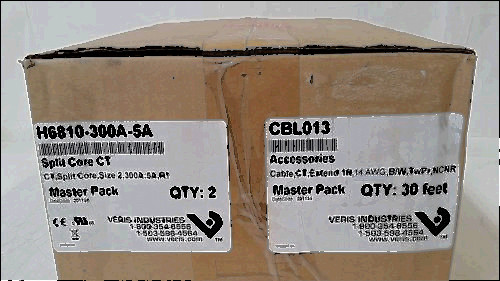 H6810-300A-5A
Split Core CT
CT,Split Core,Size 2,300A:5A,RT
Master Pack QTY: 2
VERIS INDUSTRIES
1-800-354-8556
1-503-598-4564
www.veris.com
CBL013
Accessories
Cable,CT,Extend 1ft,14 AWG,B/W,TwPr,NCNR
Master Pack QTY: 30 feet
VERIS INDUSTRIES
1-800-354-8556
1-503-598-4564
www.veris.com